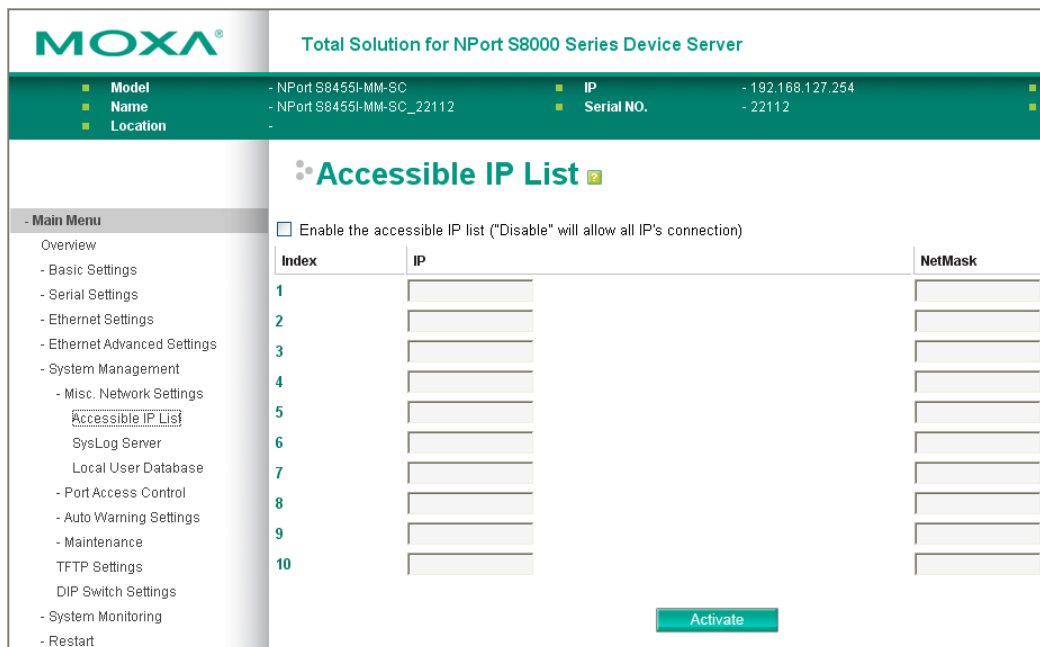 MOXA®
Total Solution for NPort S8000 Series Device Server
Model - NPort S8455I-MM-SC IP - 192.168.127.254
Name - NPort S8455I-MM-SC_22112 Serial NO. - 22112
Location -
Accessible IP List ?
- Main Menu
Overview
- Basic Settings
- Serial Settings
- Ethernet Settings
- Ethernet Advanced Settings
- System Management
- Misc. Network Settings
Accessible IP List
SysLog Server
Local User Database
- Port Access Control
- Auto Warning Settings
- Maintenance
TFTP Settings
DIP Switch Settings
- System Monitoring
- Restart
Enable the accessible IP list ("Disable" will allow all IP's connection)
Index IP NetMask
1
2
3
4
5
6
7
8
9
10
Activate